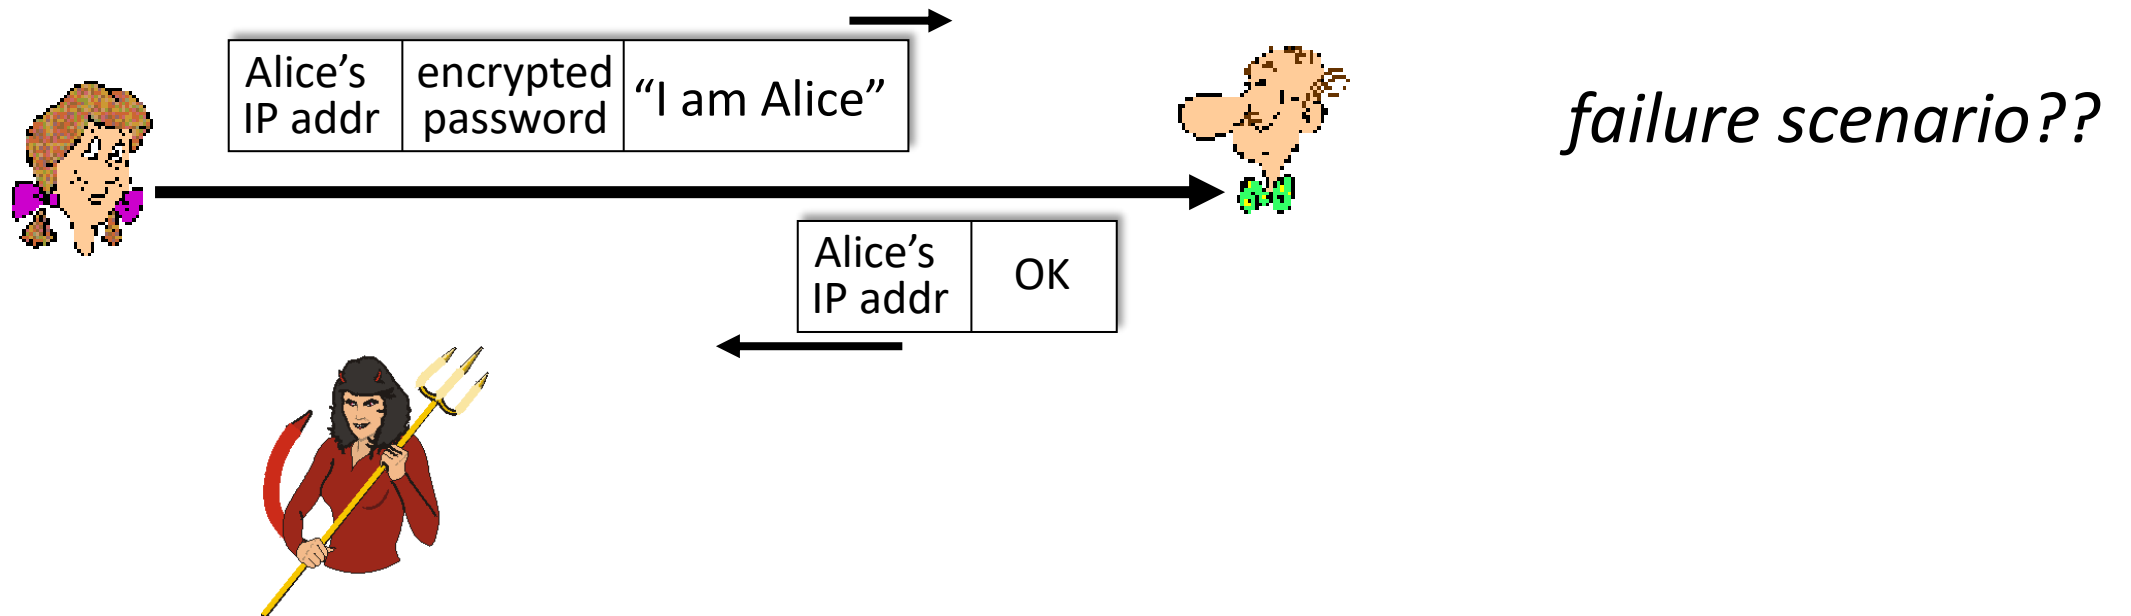 Alice’s
IP addr
encrypted
password
“I am Alice”
failure scenario??
Alice’s
IP addr
OK